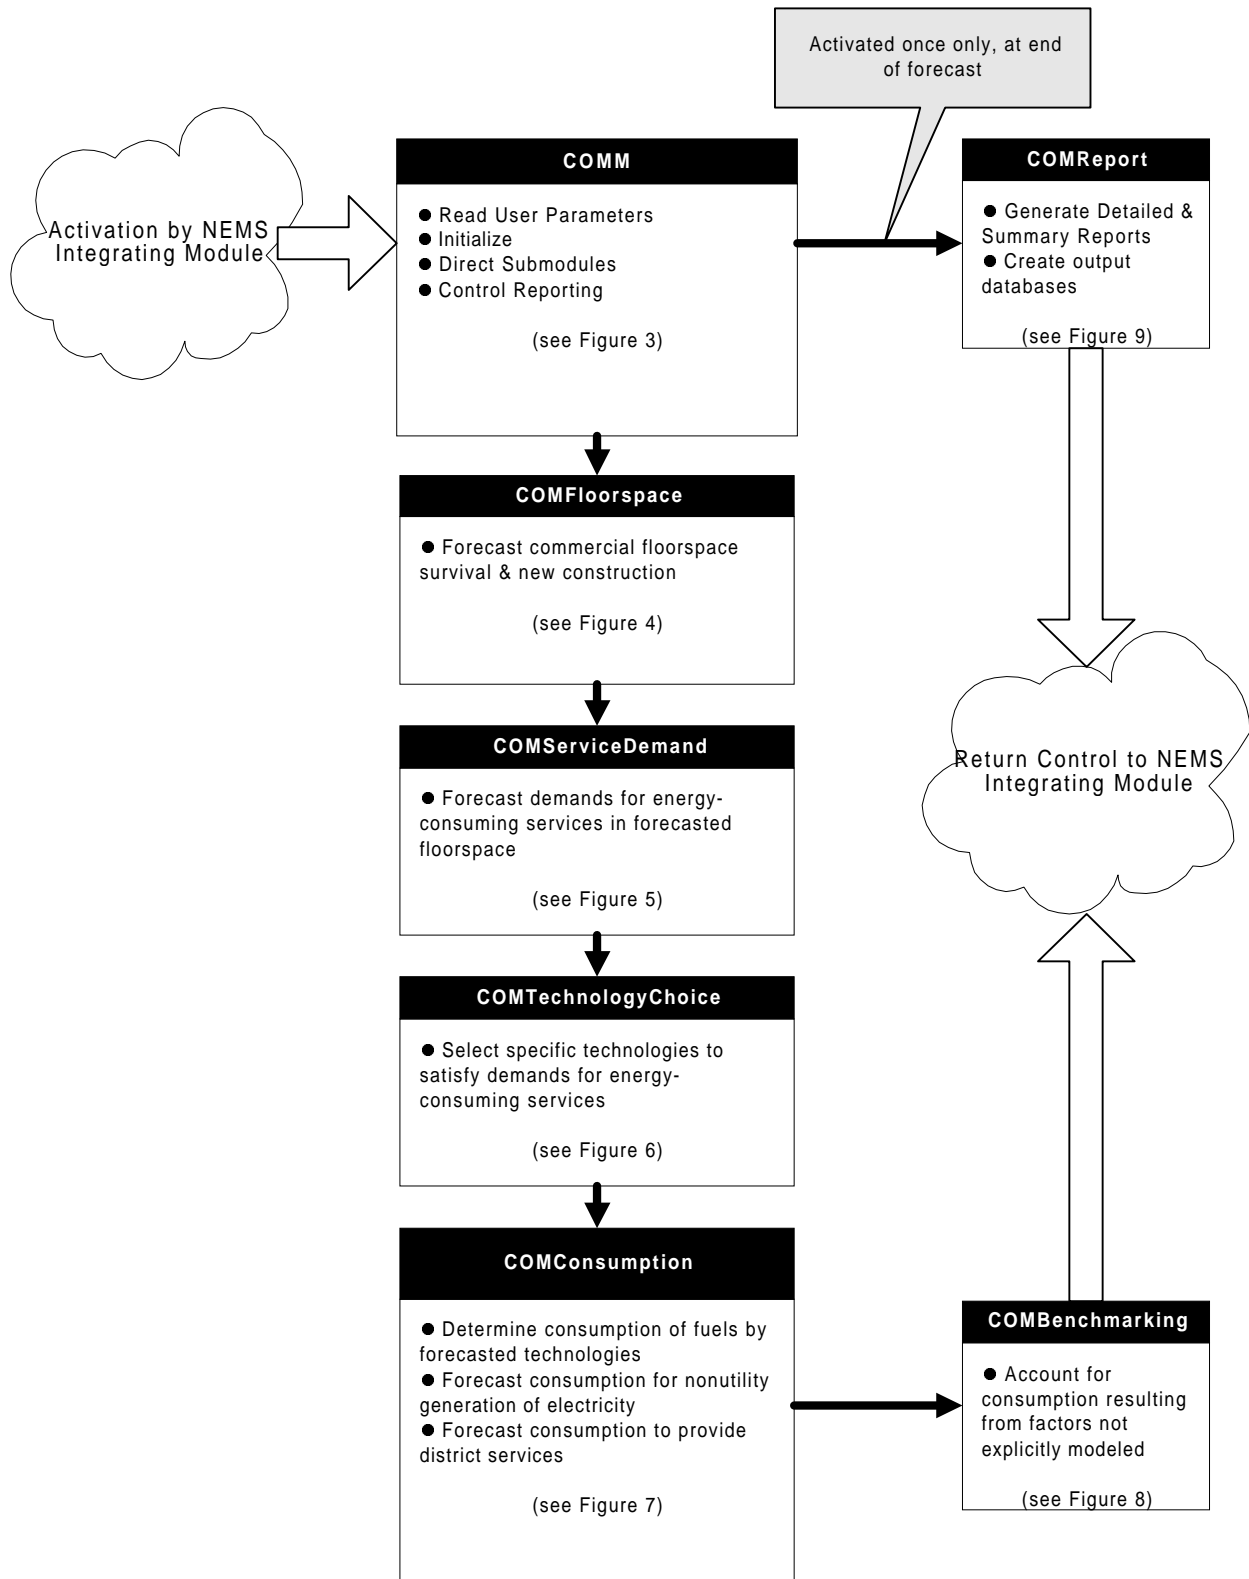 Activated once only, at end
of forecast
Activation by NEMS
Integrating Module
COMM
● Read User Parameters
● Initialize
● Direct Submodules
● Control Reporting
(see Figure 3)
COMReport
● Generate Detailed &
Summary Reports
● Create output
databases
(see Figure 9)
COMFloorspace
● Forecast commercial floorspace
survival & new construction
(see Figure 4)
COMServiceDemand
● Forecast demands for energy-
consuming services in forecasted
floorspace
(see Figure 5)
Return Control to NEMS
Integrating Module
COMTechnologyChoice
● Select specific technologies to
satisfy demands for energy-
consuming services
(see Figure 6)
COMConsumption
● Determine consumption of fuels by
forecasted technologies
● Forecast consumption for nonutility
generation of electricity
● Forecast consumption to provide
district services
(see Figure 7)
COMBenchmarking
● Account for
consumption resulting
from factors not
explicitly modeled
(see Figure 8)